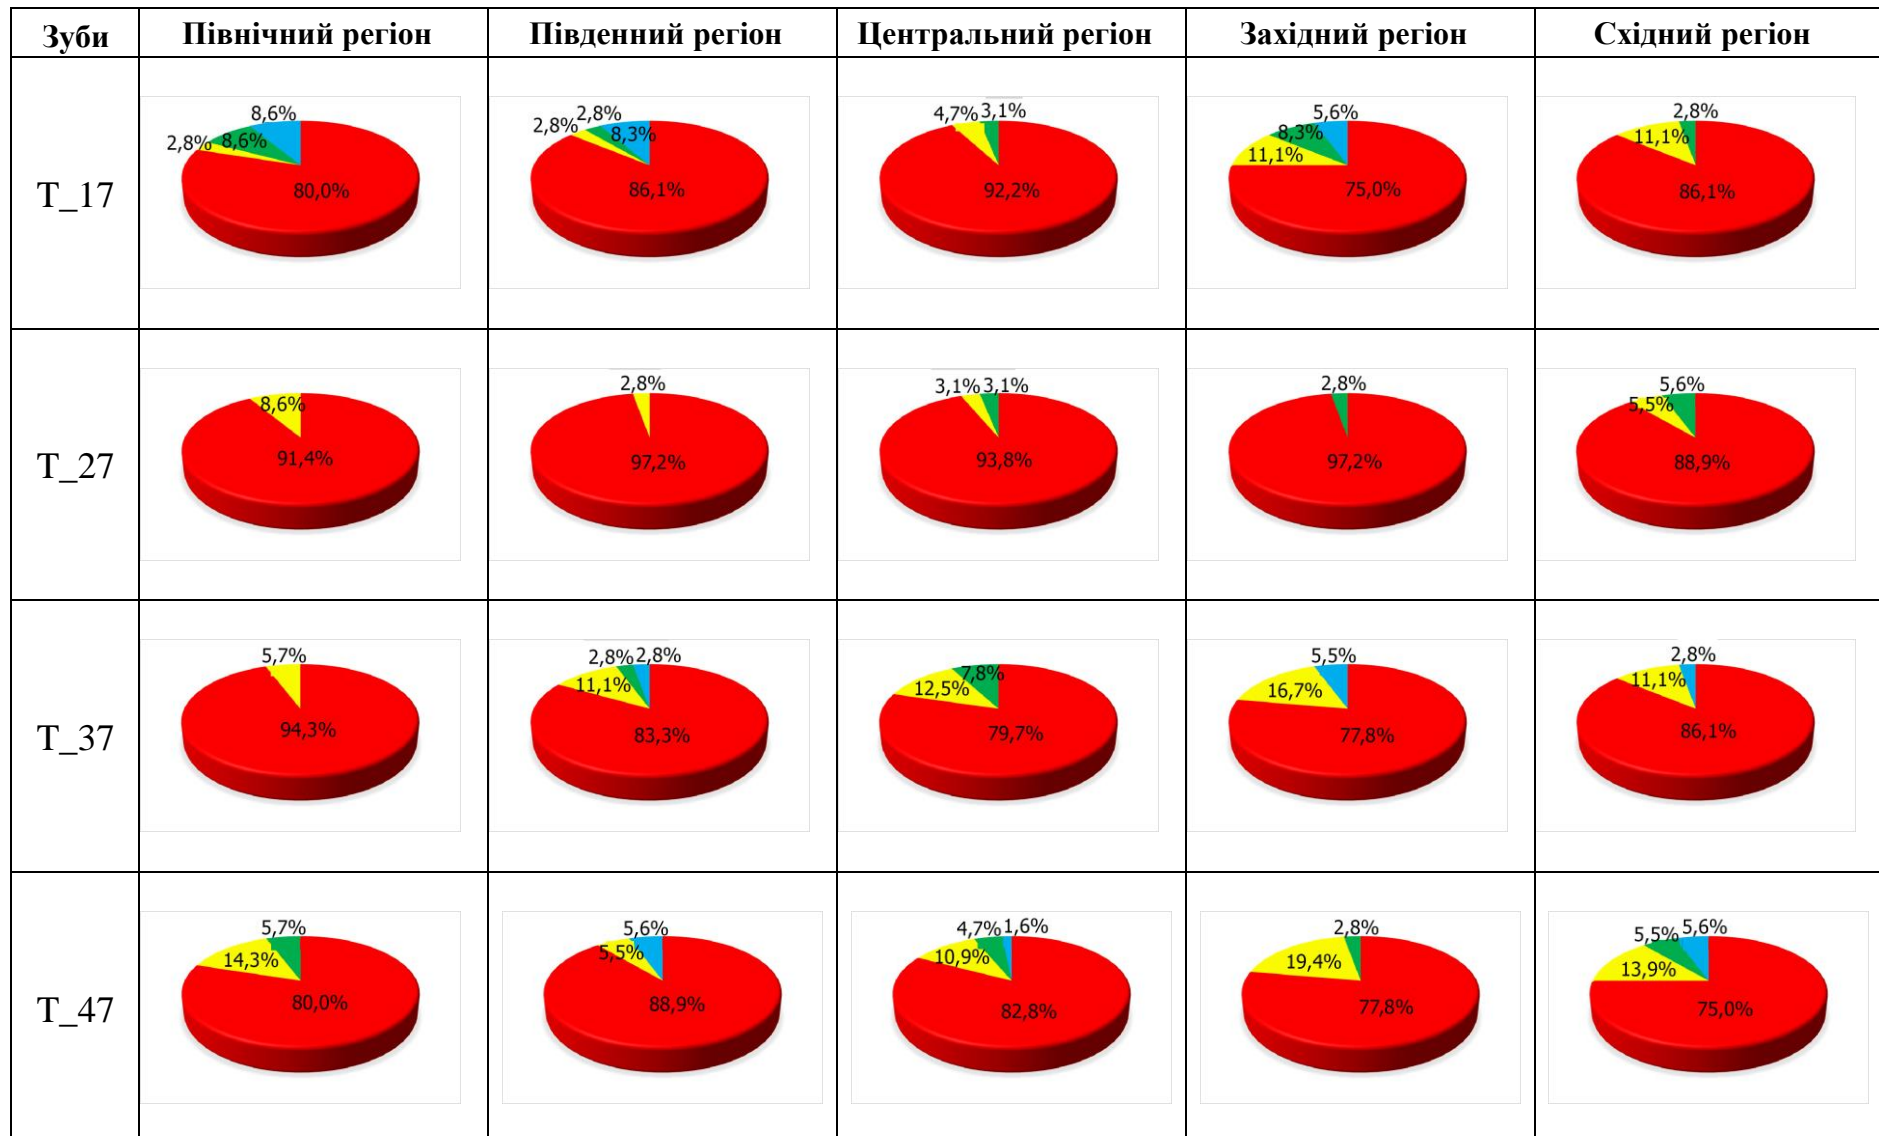 Зуби Північний регіон Південний регіон Центральний регіон Західний регіон Східний регіон
T_17
2,8% 8,6% 8,6% 80,0%
2,8% 2,8% 8,3% 86,1%
4,7% 3,1% 92,2%
11,1% 8,3% 5,6% 75,0%
11,1% 2,8% 86,1%
T_27
8,6% 91,4%
2,8% 97,2%
3,1% 3,1% 93,8%
2,8% 97,2%
5,5% 5,6% 88,9%
T_37
5,7% 94,3%
11,1% 2,8% 2,8% 83,3%
12,5% 7,8% 79,7%
16,7% 5,5% 77,8%
11,1% 2,8% 86,1%
T_47
14,3% 5,7% 80,0%
5,5% 5,6% 88,9%
10,9% 4,7% 1,6% 82,8%
19,4% 2,8% 77,8%
13,9% 5,5% 5,6% 75,0%